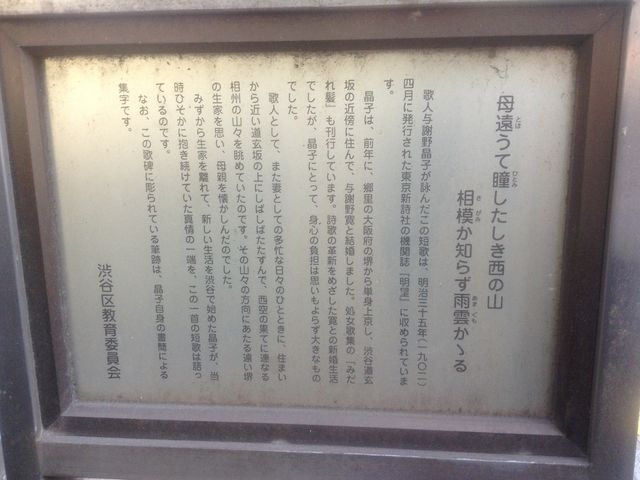 母遠うて瞳したしき西の山
相模か知らず雨雲かゝる
歌人与謝野晶子が詠んだこの短歌は、明治三十五年(一九〇二)
四月に発行された東京新詩社の機関誌「明星」に収められていま
す。
晶子は、前年に、郷里の大阪府の堺から単身上京し、渋谷道玄
坂の近傍に住んで、与謝野寛と結婚しました。処女歌集の「みだ
れ髪」も刊行しています。詩歌の革新をめざした寛との新婚生活
でしたが、晶子にとって、身心の負担は思いもよらず大きなもの
でした。
歌人として、また妻としての多忙な日々のひとときに、住まい
から近い道玄坂の上にしばしばたたずんで、西空の果てに連なる
相州の山々を眺めていたのです。その山々の方向にあたる遠い堺
の生家を思い、母親を懐かしんだのでした。
みずから生家を離れて、新しい生活を渋谷で始めた晶子が、当
時ひそかに抱き続けていた真情の一端を、この一首の短歌は語っ
ているのです。
なお、この歌碑に彫られている筆跡は、晶子自身の書簡による
集字です。
渋谷区教育委員会